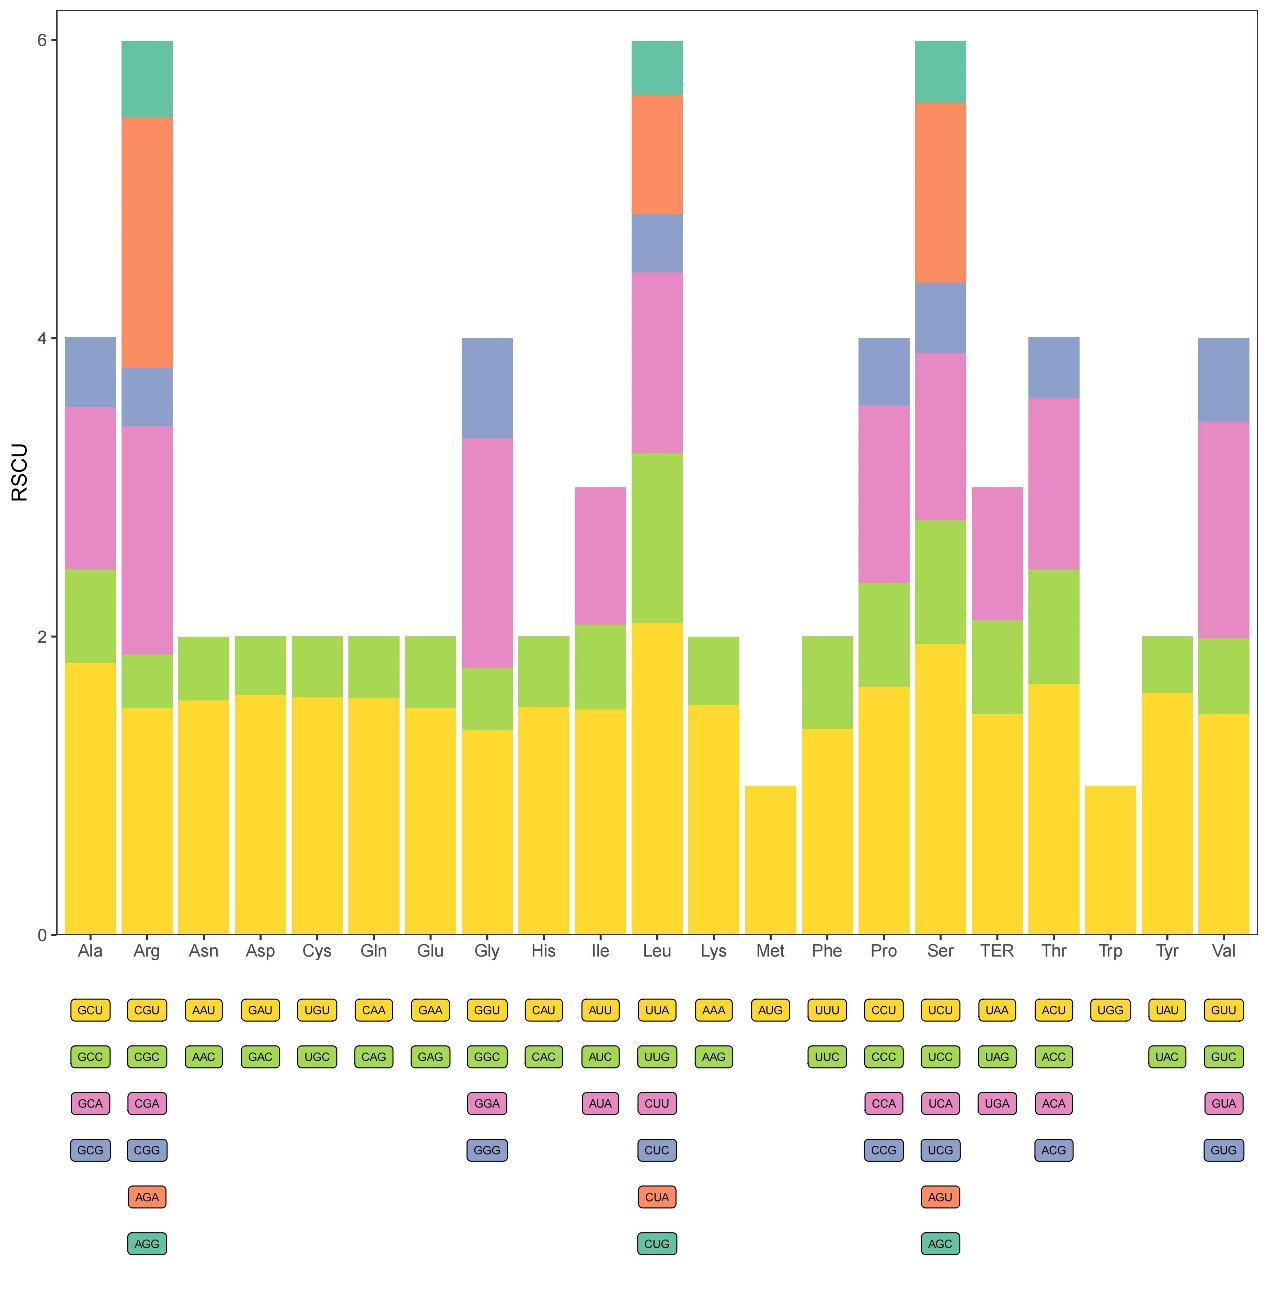 6
4
2
0
RSCU
Ala Arg Asn Asp Cys Gln Glu Gly His Ile Leu Lys Met Phe Pro Ser TER Thr Trp Tyr Val
GCU CGU AAU GAU UGU CAA GAA GGU CAU AUU UUA AAA AUG UUU CCU UCU UAA ACU UGG UAU GUU
GCC CGC AAC GAC UGC CAG GAG GGC CAC AUC UUG AAG UUC CCC UCC UAG ACC UAC GUC
GCA CGA GGA AUA CUU CCA UCA UGA ACA GUA
GCG CGG GGG CUC CCG UCG ACG GUG
AGA CUA AGU
AGG CUG AGC